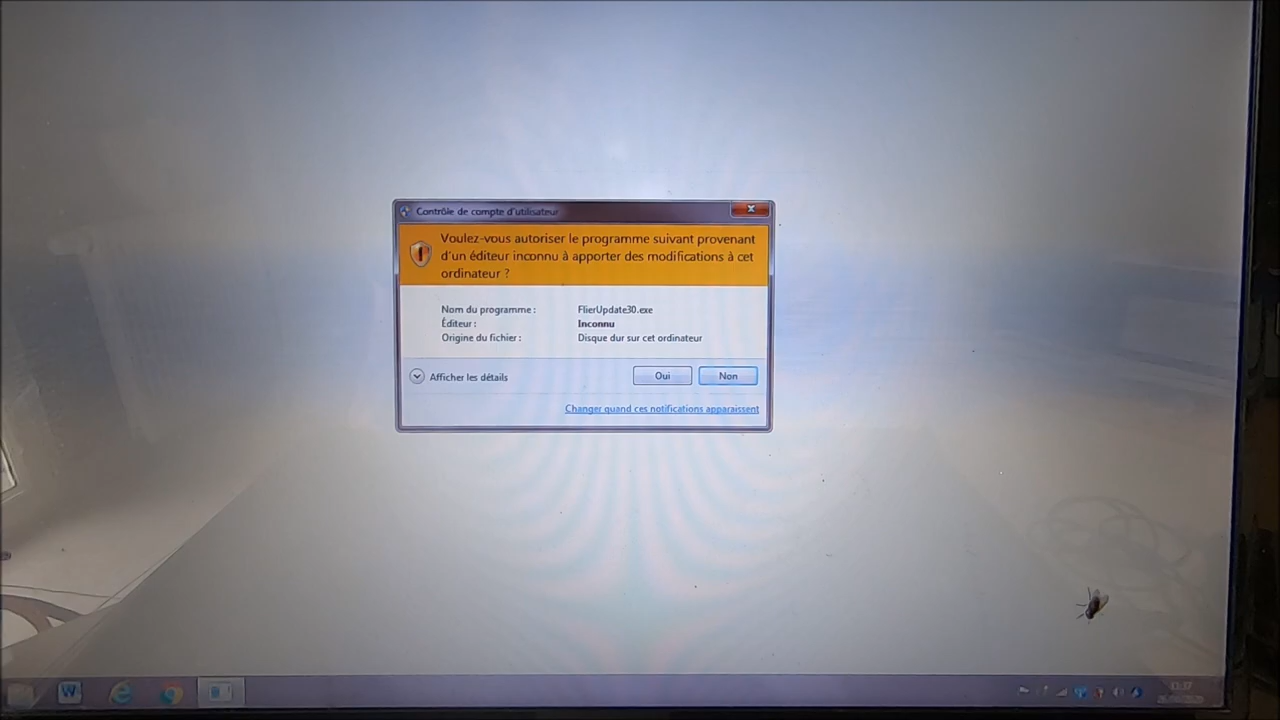 Contrôle de compte d'utilisateur
Voulez-vous autoriser le programme suivant provenant
d'un éditeur inconnu à apporter des modifications à cet
ordinateur ?
Nom du programme : FlierUpdate30.exe
Éditeur : Inconnu
Origine du fichier : Disque dur sur cet ordinateur
Afficher les détails Oui Non
Changer quand ces notifications apparaissent